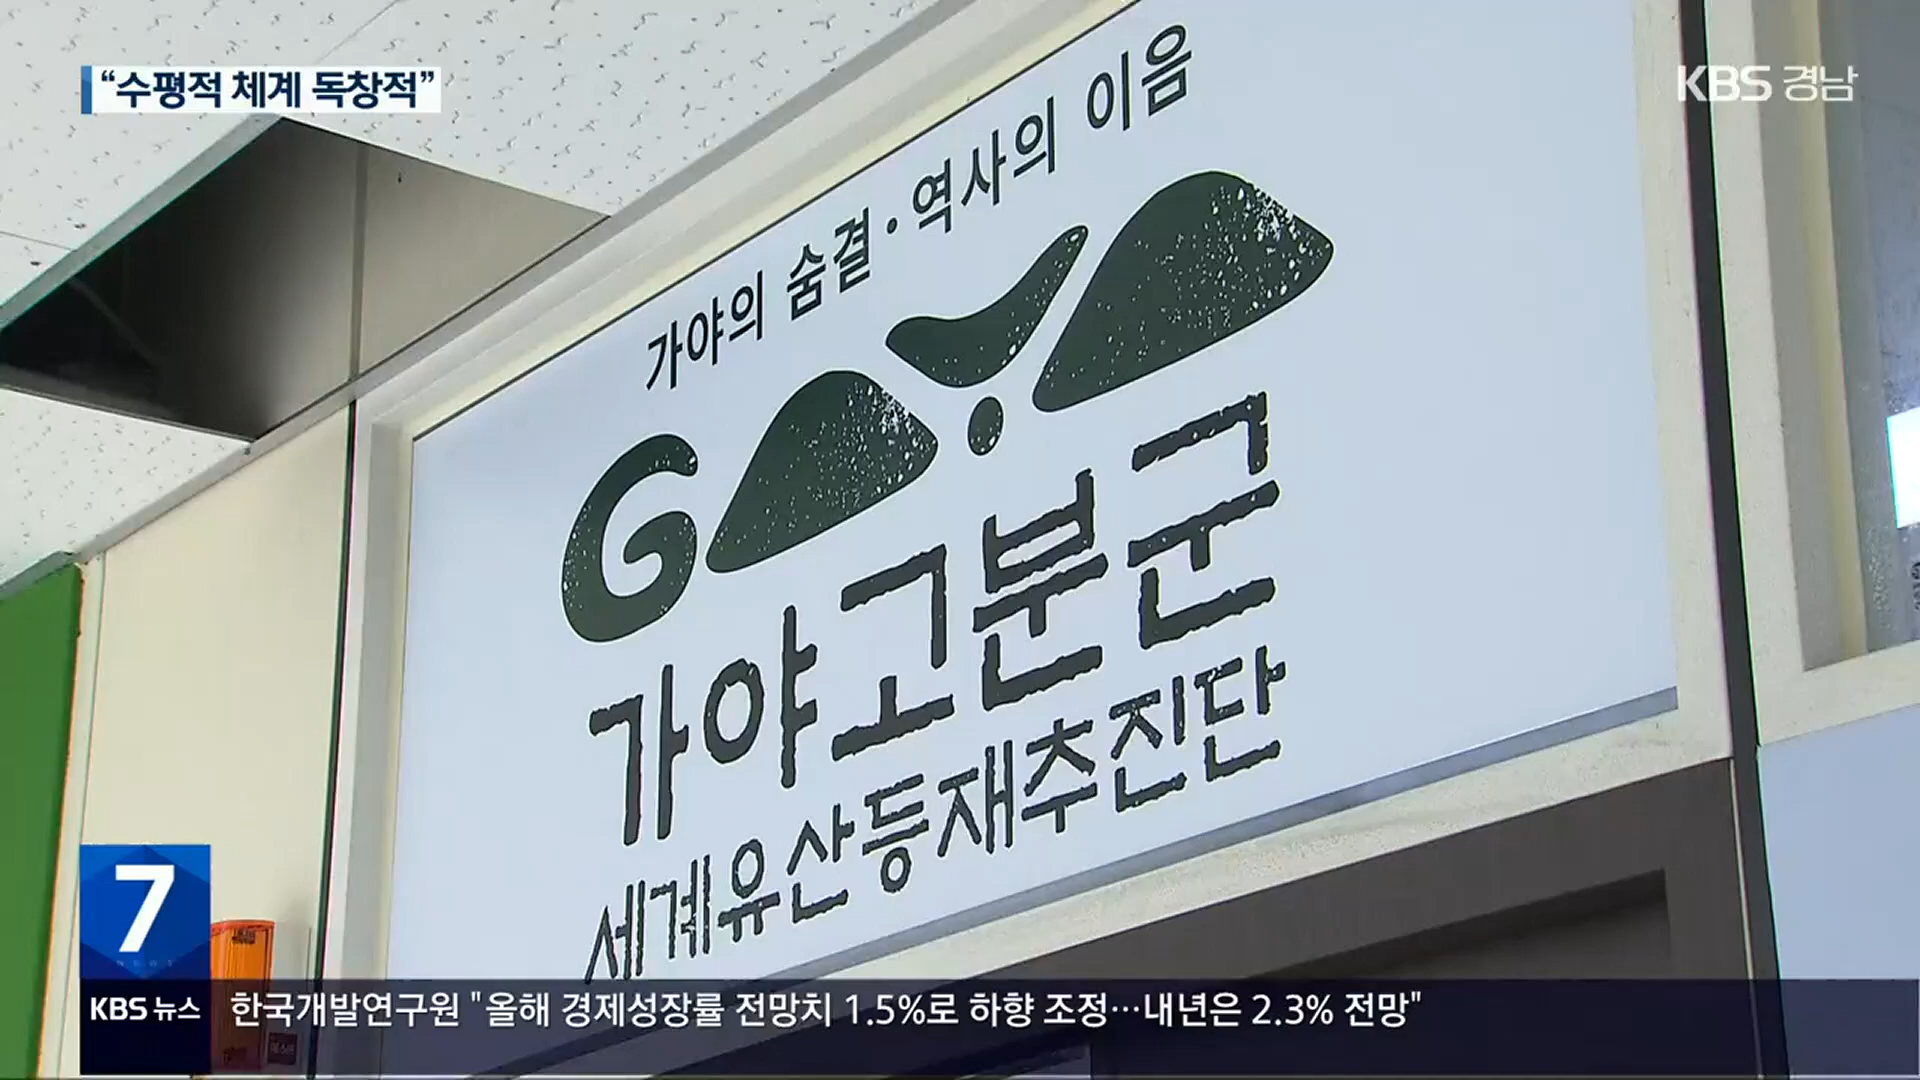 “수평적 체계 독창적”
KBS 경남
가야의 숨결·역사의 이음
GAYA
가야고분군
세계유산등재추진단
7
NEWS
KBS 뉴스
한국개발연구원 "올해 경제성장률 전망치 1.5%로 하향 조정…내년은 2.3% 전망"